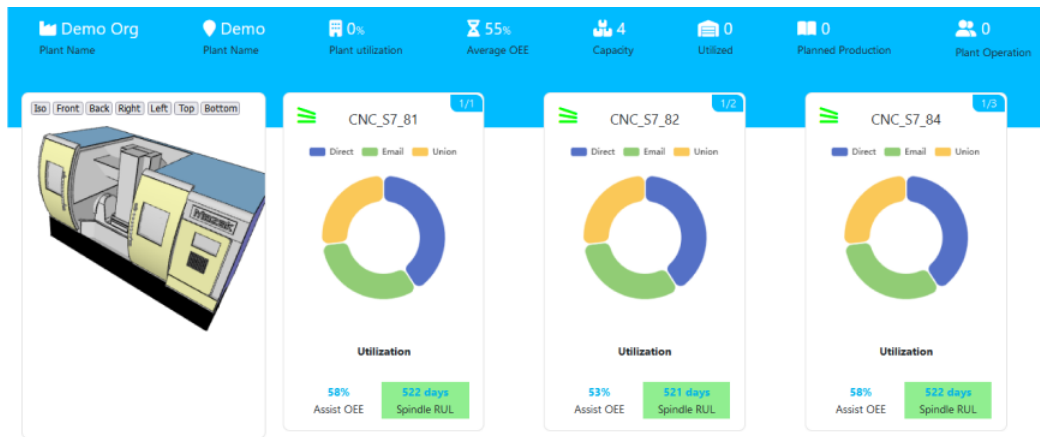 Demo Org
Plant Name
Demo
Plant Name
0%
Plant utilization
55%
Average OEE
4
Capacity
0
Utilized
0
Planned Production
0
Plant Operation
Iso Front Back Right Left Top Bottom
Mazak
1/1
CNC_S7_81
Direct Email Union
Utilization
58%
Assist OEE
522 days
Spindle RUL
1/2
CNC_S7_82
Direct Email Union
Utilization
53%
Assist OEE
521 days
Spindle RUL
1/3
CNC_S7_84
Direct Email Union
Utilization
58%
Assist OEE
522 days
Spindle RUL